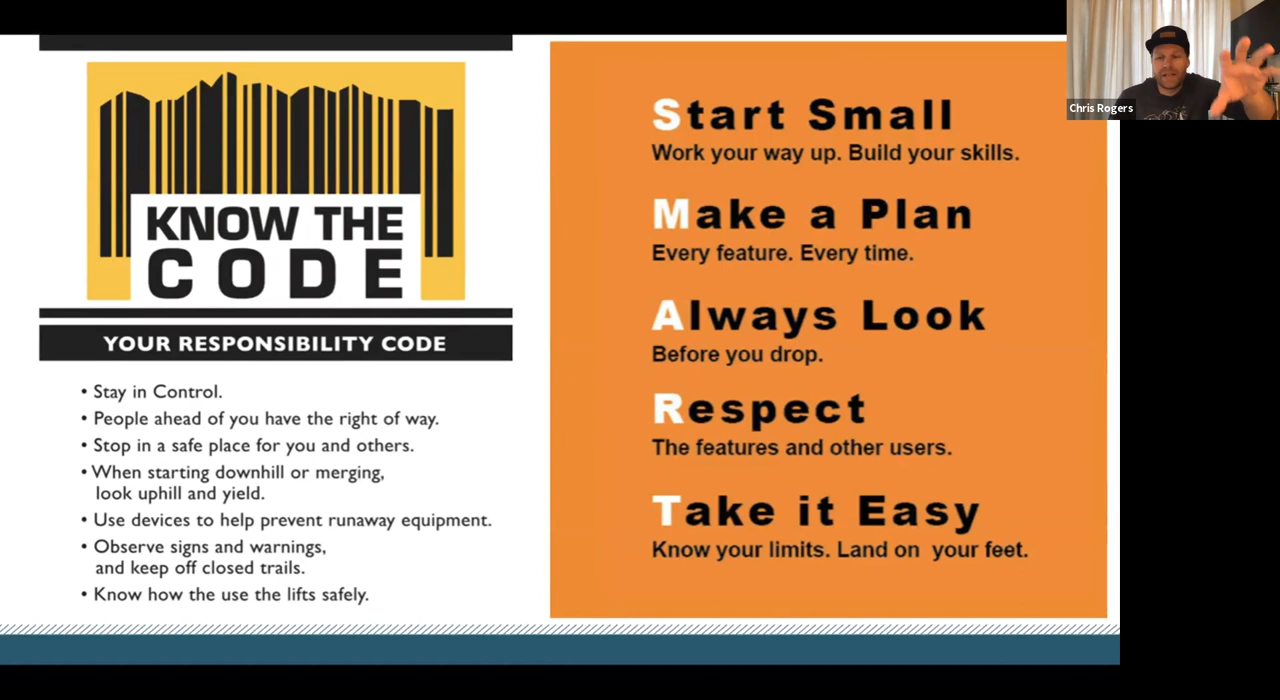 KNOW THE
CODE
YOUR RESPONSIBILITY CODE
• Stay in Control.
• People ahead of you have the right of way.
• Stop in a safe place for you and others.
• When starting downhill or merging,
look uphill and yield.
• Use devices to help prevent runaway equipment.
• Observe signs and warnings,
and keep off closed trails.
• Know how the use the lifts safely.
Start Small
Work your way up. Build your skills.
Make a Plan
Every feature. Every time.
Always Look
Before you drop.
Respect
The features and other users.
Take it Easy
Know your limits. Land on your feet.
Chris Rogers